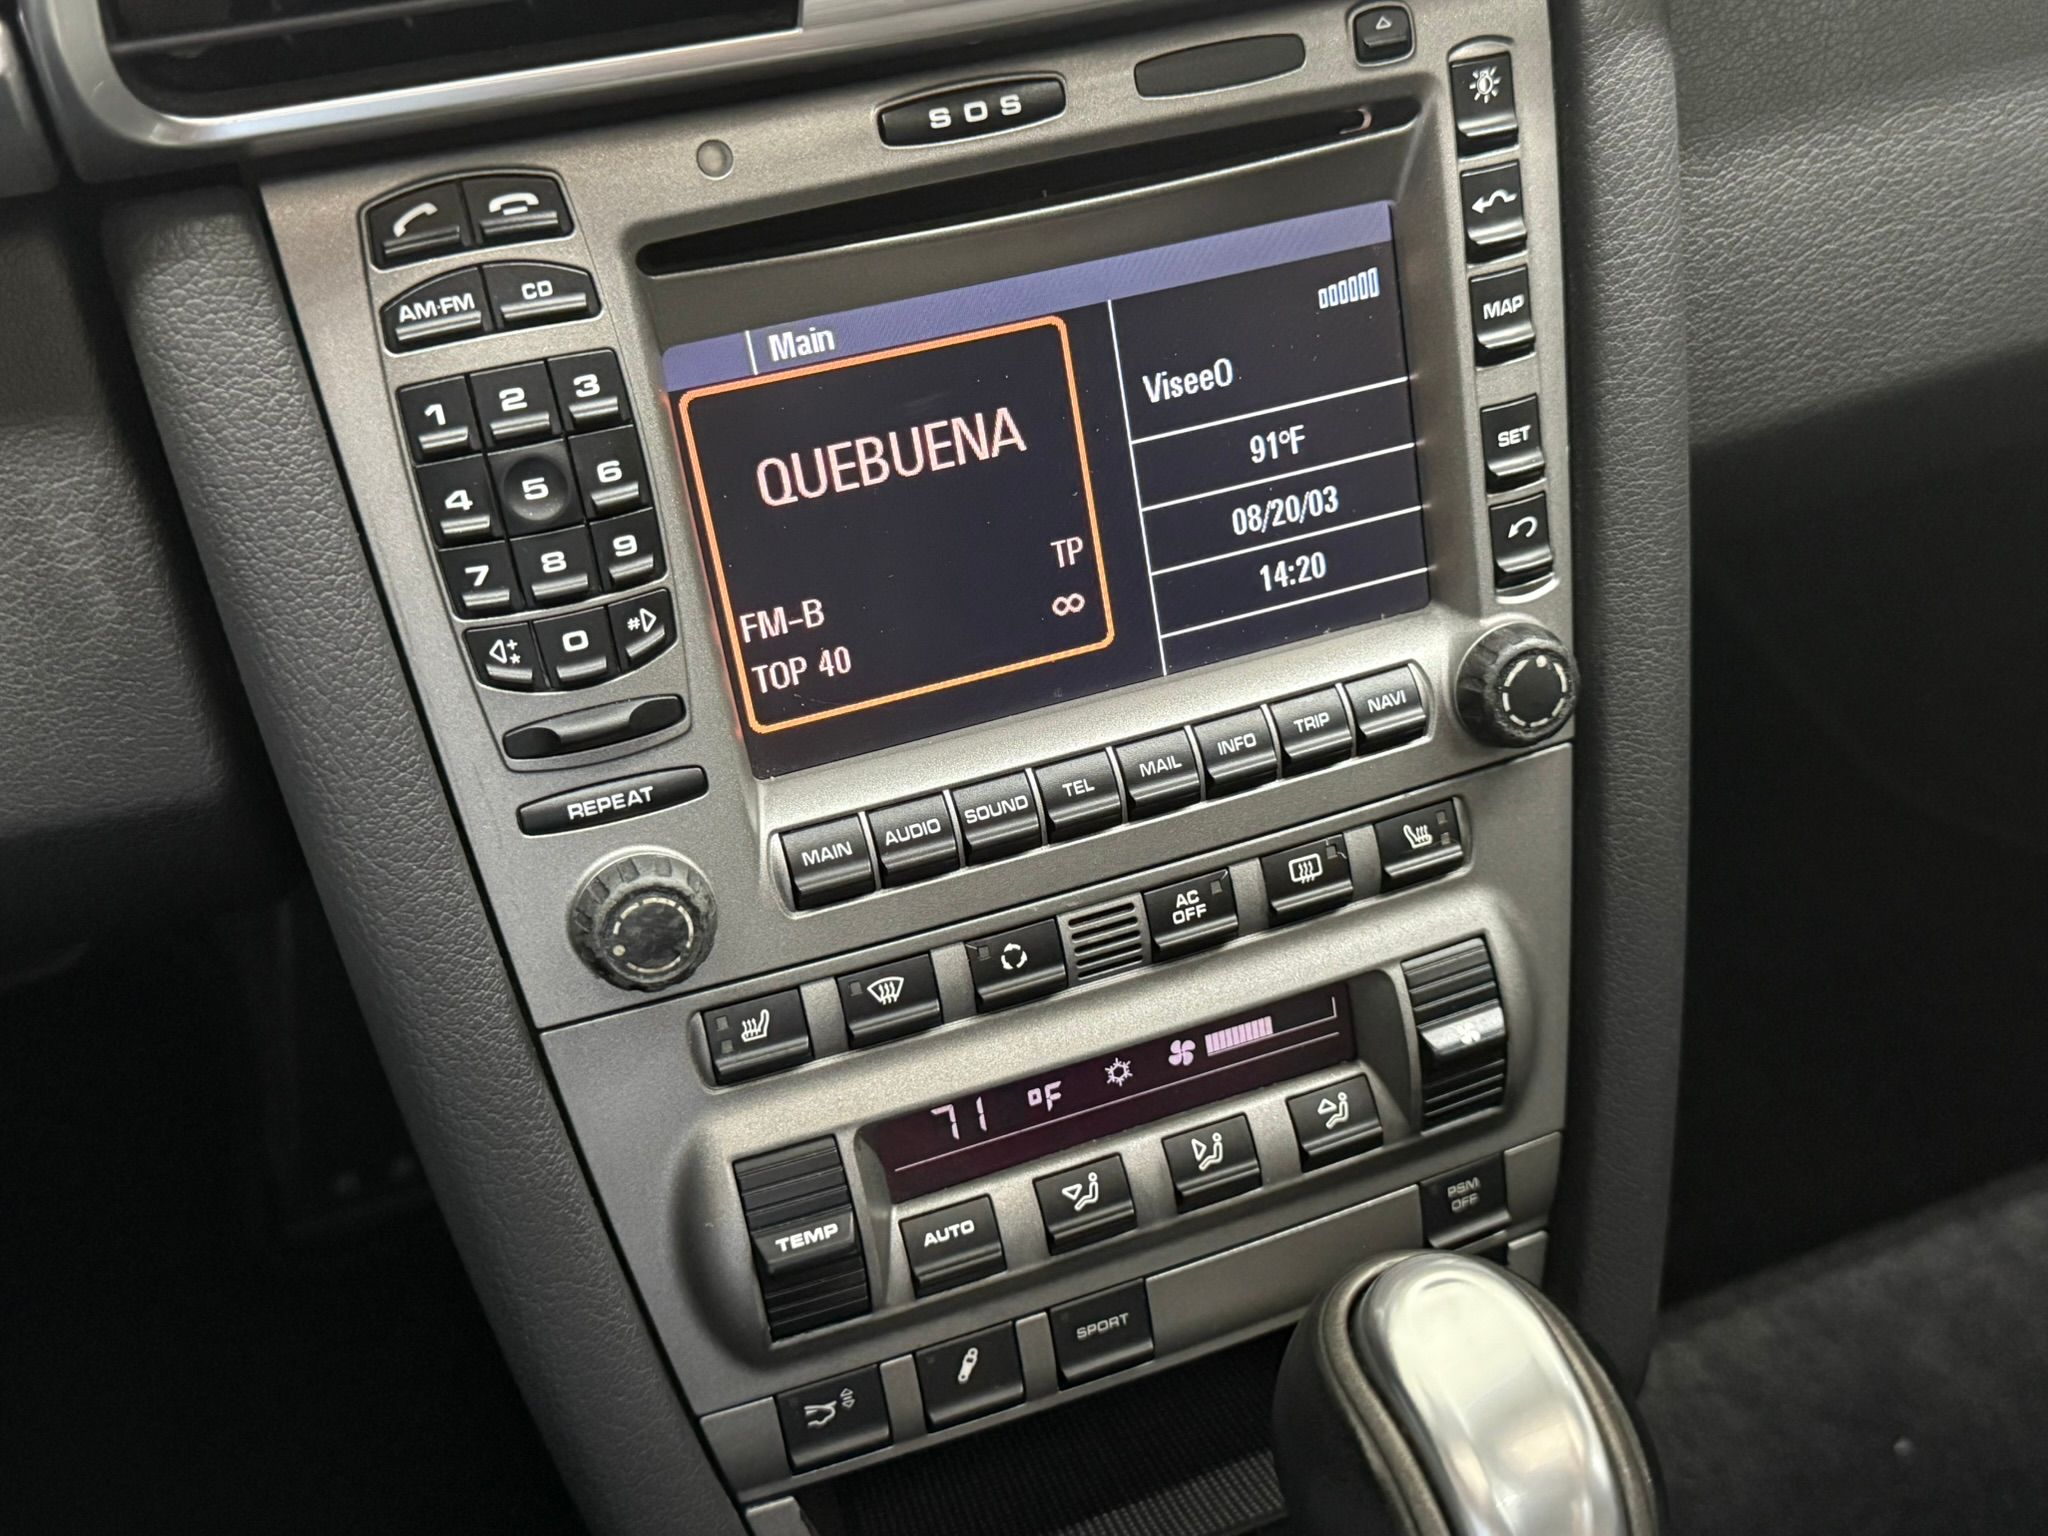 SOS
AM·FM
CD
1
2
3
4
5
6
7
8
9
+
*
0
#
REPEAT
Main
QUEBUENA
TP
FM-B
∞
TOP 40
ViseeO
91°F
08/20/03
14:20
MAP
SET
MAIN
AUDIO
SOUND
TEL
MAIL
INFO
TRIP
NAVI
AC
OFF
71 °F
TEMP
AUTO
PSM
OFF
SPORT